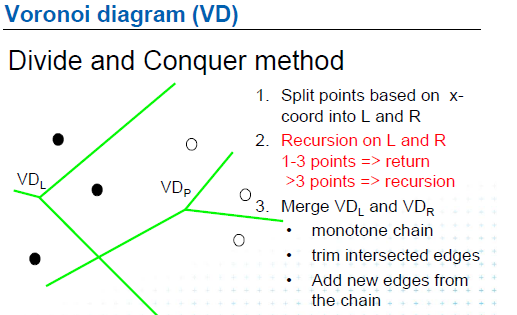 Voronoi diagram (VD)
Divide and Conquer method
1. Split points based on x-
coord into L and R
2. Recursion on L and R
1-3 points => return
>3 points => recursion
3. Merge VDL and VDR
• monotone chain
• trim intersected edges
• Add new edges from
the chain
VDL
VDP